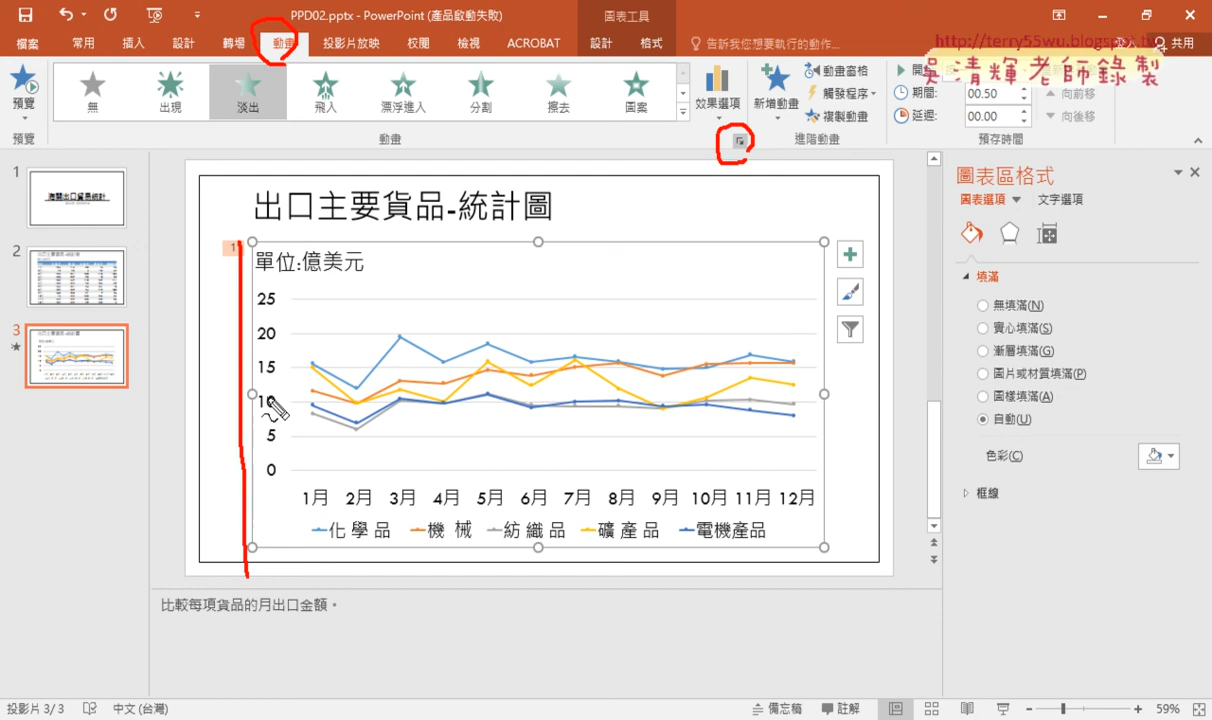 PPD02.pptx - PowerPoint (產品啟動失敗)
圖表工具
檔案 常用 插入 設計 轉場 動畫 投影片放映 校閱 檢視 ACROBAT 設計 格式 告訴我您想要執行的動作... 登入 共用
http://terry55wu.blogspot.tw
吳清輝老師錄製
預覽 無 出現 淡出 飛入 漂浮進入 分割 擦去 圖案 效果選項 新增動畫
動畫窗格
觸發程序
複製動畫
期間: 00.50 向前移
延遲: 00.00 向後移
預覽 動畫 進階動畫 預存時間
1
2
3
出口主要貨品-統計圖
1
單位:億美元
25
20
15
10
5
0
1月 2月 3月 4月 5月 6月 7月 8月 9月 10月 11月 12月
化 學 品 機 械 紡 織 品 礦 產 品 電機產品
比較每項貨品的月出口金額。
圖表區格式
圖表選項 文字選項
填滿
無填滿(N)
實心填滿(S)
漸層填滿(G)
圖片或材質填滿(P)
圖樣填滿(A)
自動(U)
色彩(C)
框線
投影片 3/3 中文 (台灣) 備忘稿 註解 59%